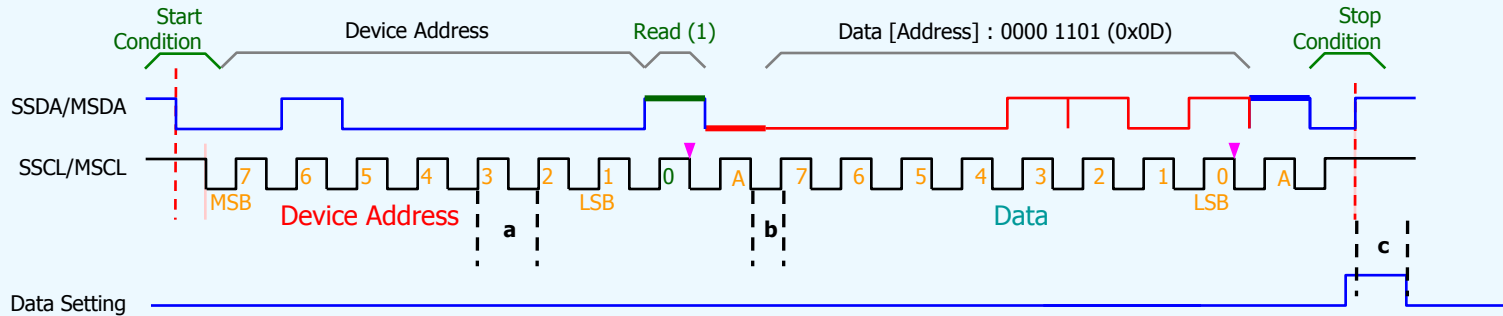 Start
Condition
Device Address
Read (1)
Data [Address] : 0000 1101 (0x0D)
Stop
Condition
SSDA/MSDA
SSCL/MSCL
7 6 5 4 3 2 1 0 A 7 6 5 4 3 2 1 0 A
MSB LSB LSB
Device Address Data
a b c
Data Setting